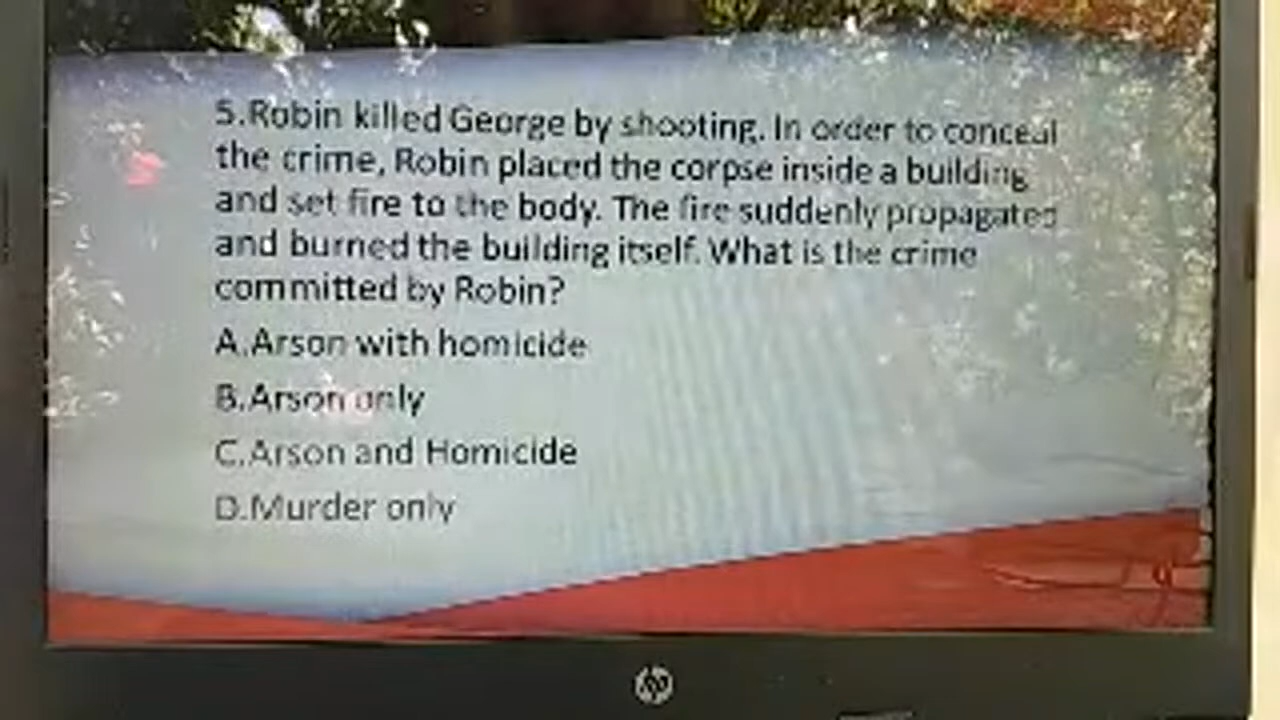 5.Robin killed George by shooting. In order to conceal
the crime, Robin placed the corpse inside a building
and set fire to the body. The fire suddenly propagated
and burned the building itself. What is the crime
committed by Robin?
A.Arson with homicide
B.Arson only
C.Arson and Homicide
D.Murder only
hp